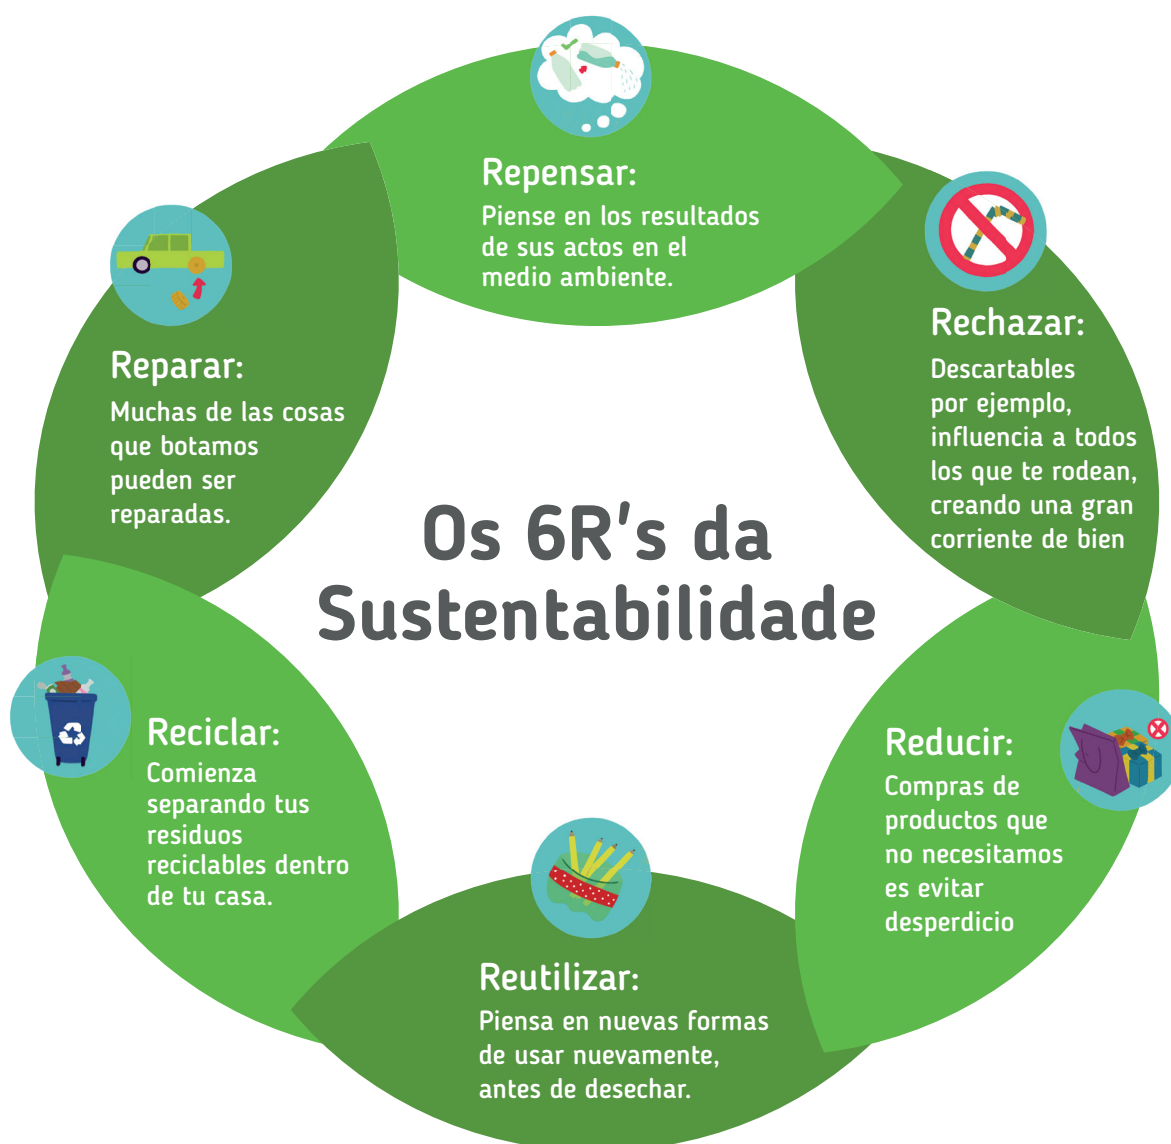 Repensar:
Piense en los resultados
de sus actos en el
medio ambiente.
Rechazar:
Descartables
por ejemplo,
influencia a todos
los que te rodean,
creando una gran
corriente de bien
Reducir:
Compras de
productos que
no necesitamos
es evitar
desperdicio
Reutilizar:
Piensa en nuevas formas
de usar nuevamente,
antes de desechar.
Reciclar:
Comienza
separando tus
residuos
reciclables dentro
de tu casa.
Reparar:
Muchas de las cosas
que botamos
pueden ser
reparadas.
Os 6R's da
Sustentabilidade